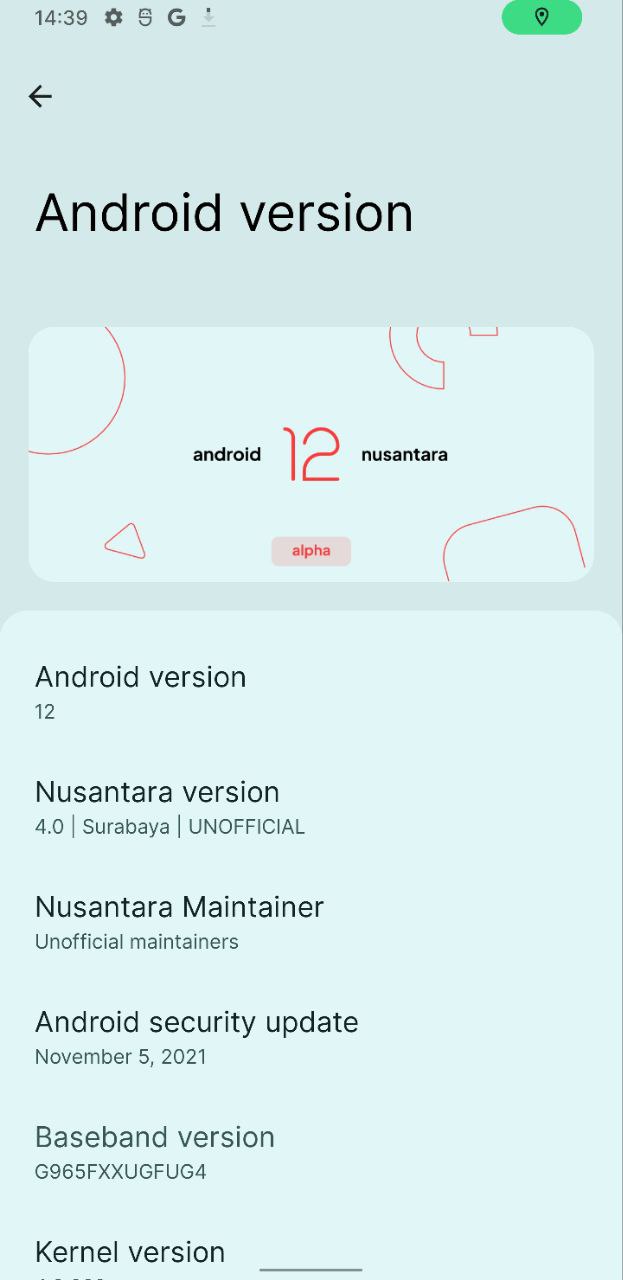 14:39
Android version
android 12 nusantara
alpha
Android version
12
Nusantara version
4.0 | Surabaya | UNOFFICIAL
Nusantara Maintainer
Unofficial maintainers
Android security update
November 5, 2021
Baseband version
G965FXXUGFUG4
Kernel version